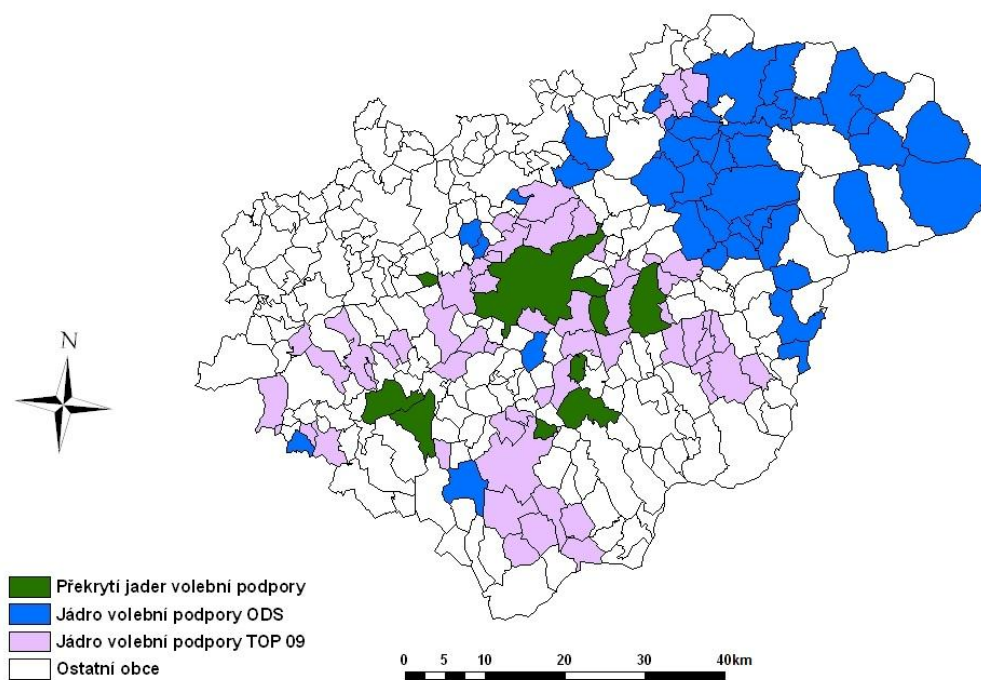 N
Překrytí jader volební podpory
Jádro volební podpory ODS
Jádro volební podpory TOP 09
Ostatní obce
0 5 10 20 30 40km